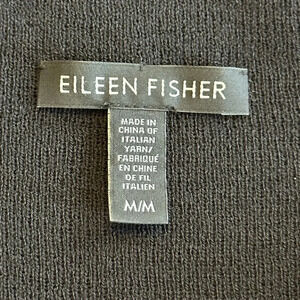 EILEEN FISHER
MADE IN
CHINA OF
ITALIAN
YARN/
FABRIQUÉ
EN CHINE
DE FIL
ITALIEN
M/M